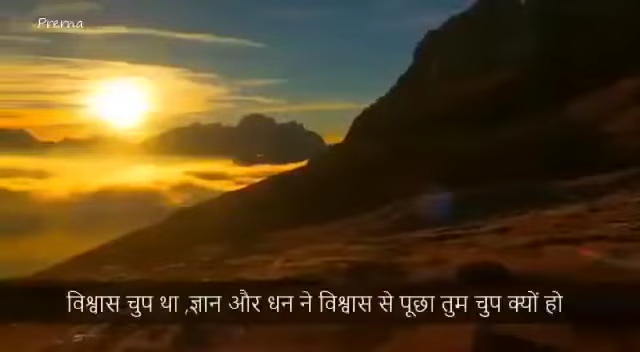 Prerna
विश्वास चुप था ,ज्ञान और धन ने विश्वास से पूछा तुम चुप क्यों हो